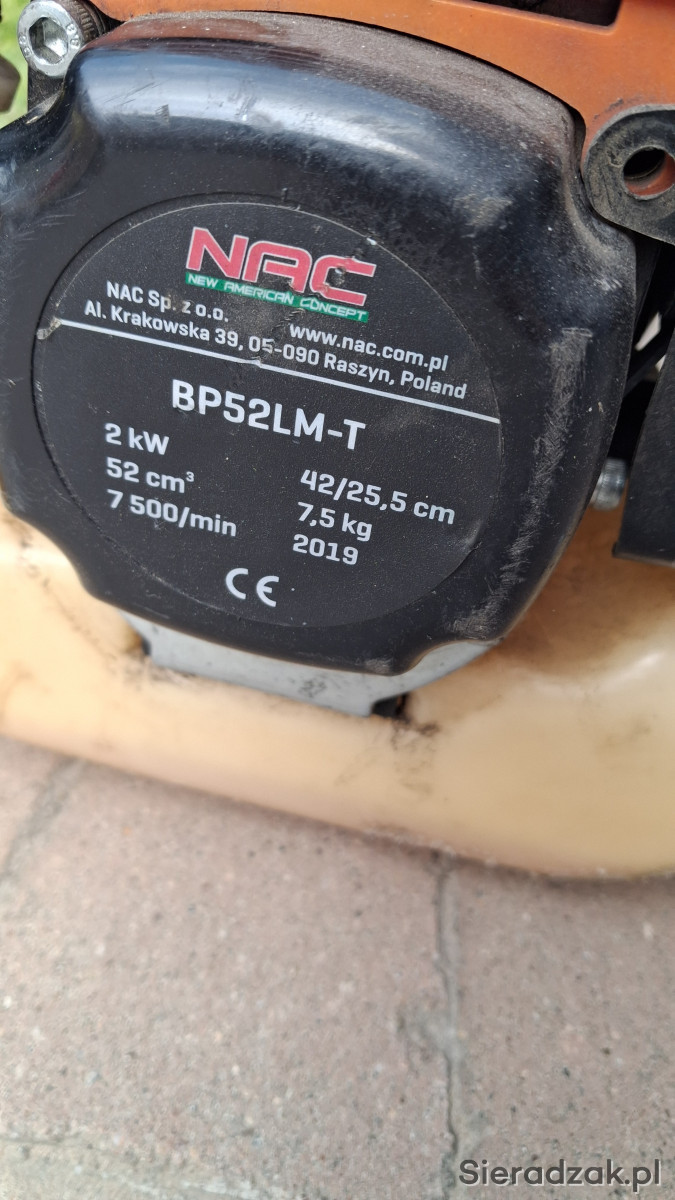 NAC
NEW AMERICAN CONCEPT
NAC Sp. z o.o. www.nac.com.pl
Al. Krakowska 39, 05-090 Raszyn, Poland
BP52LM-T
2 kW 42/25,5 cm
52 cm³ 7,5 kg
7 500/min 2019
CE
Sieradzak.pl